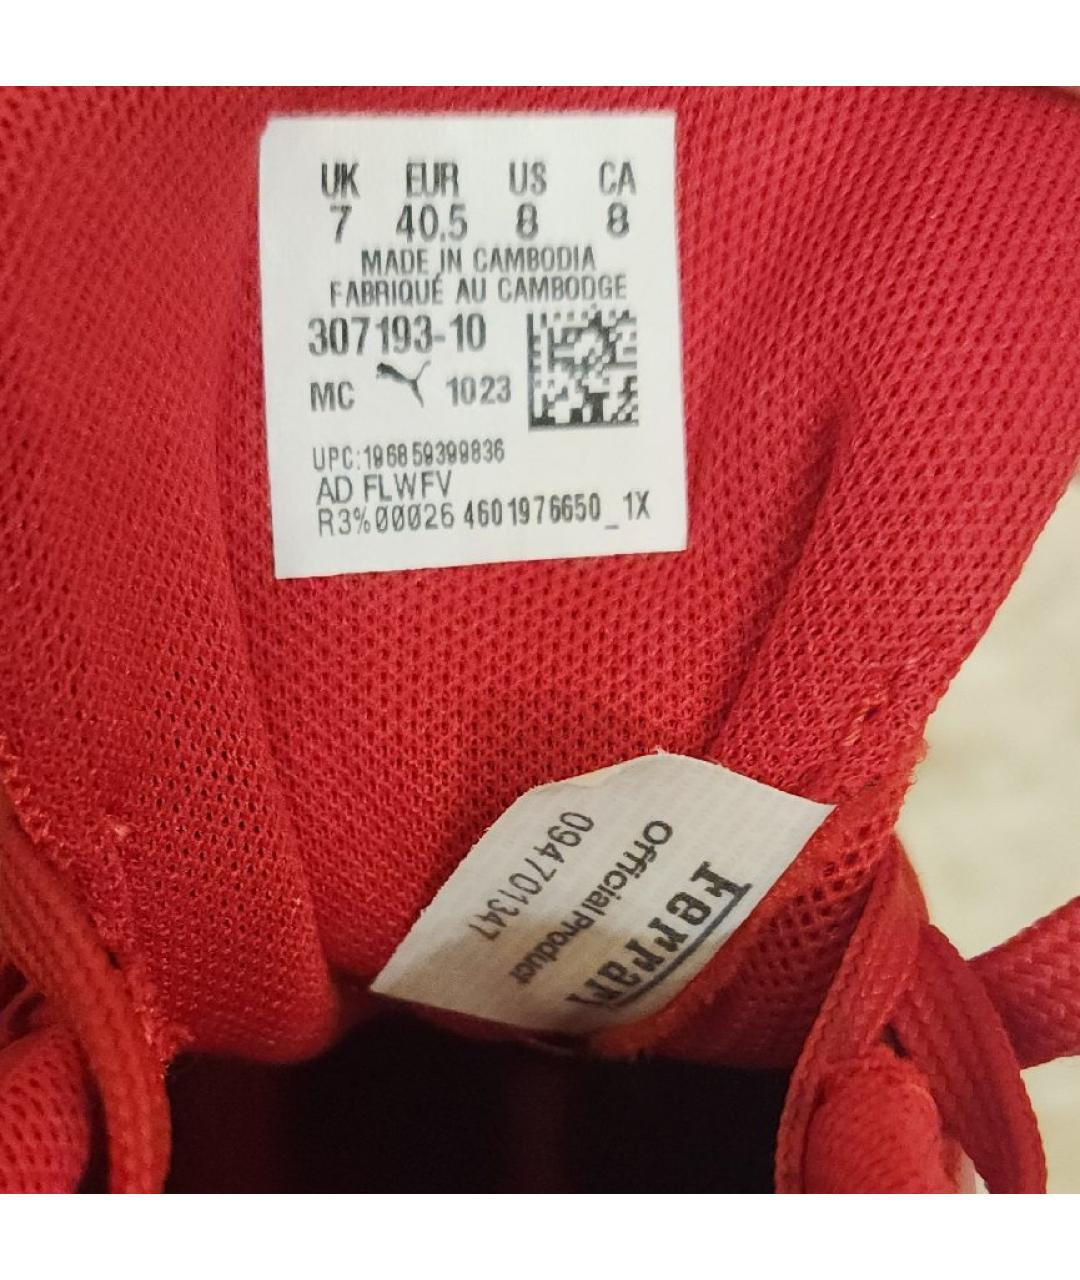 UK EUR US CA
7 40.5 8 8
MADE IN CAMBODIA
FABRIQUÉ AU CAMBODGE
307193-10
MC 1023
UPC:196859399836
AD FLWFV
R3%00026 4601976650_1X
Ferrari
Official Product
094701347